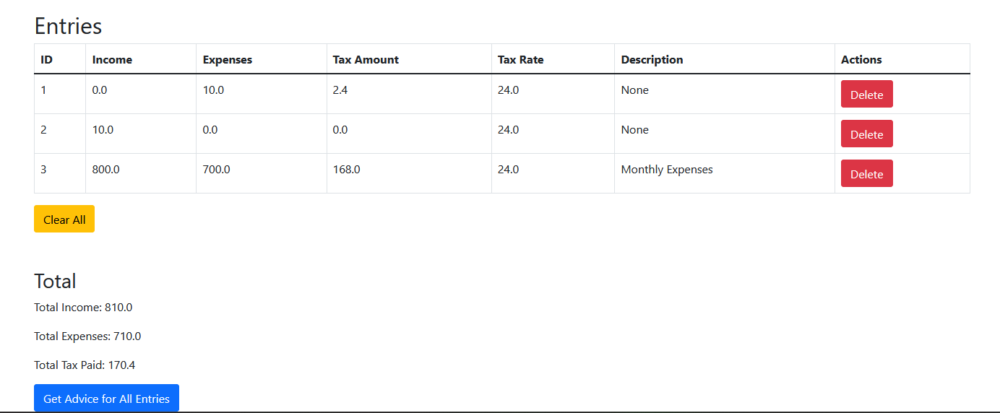 Entries
ID Income Expenses Tax Amount Tax Rate Description Actions
1 0.0 10.0 2.4 24.0 None Delete
2 10.0 0.0 0.0 24.0 None Delete
3 800.0 700.0 168.0 24.0 Monthly Expenses Delete
Clear All
Total
Total Income: 810.0
Total Expenses: 710.0
Total Tax Paid: 170.4
Get Advice for All Entries